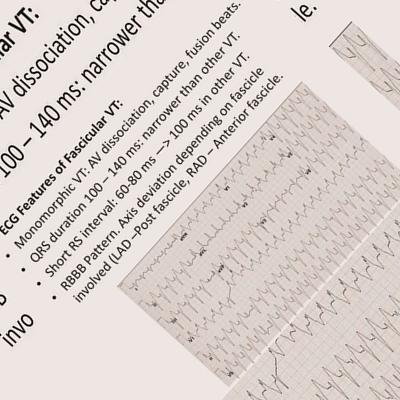 lar VT:
AV dissociation, ca
100 – 140 ms: narrower tha
le.
invo
ECG Features of Fascicular VT:
• Monomorphic VT: AV dissociation, capture, fusion beats.
• QRS duration 100 – 140 ms: narrower than other VT.
• Short RS interval: 60-80 ms —> 100 ms in other VT.
• RBBB Pattern. Axis deviation depending on fascicle
involved (LAD –Post fascicle, RAD – Anterior fascicle.